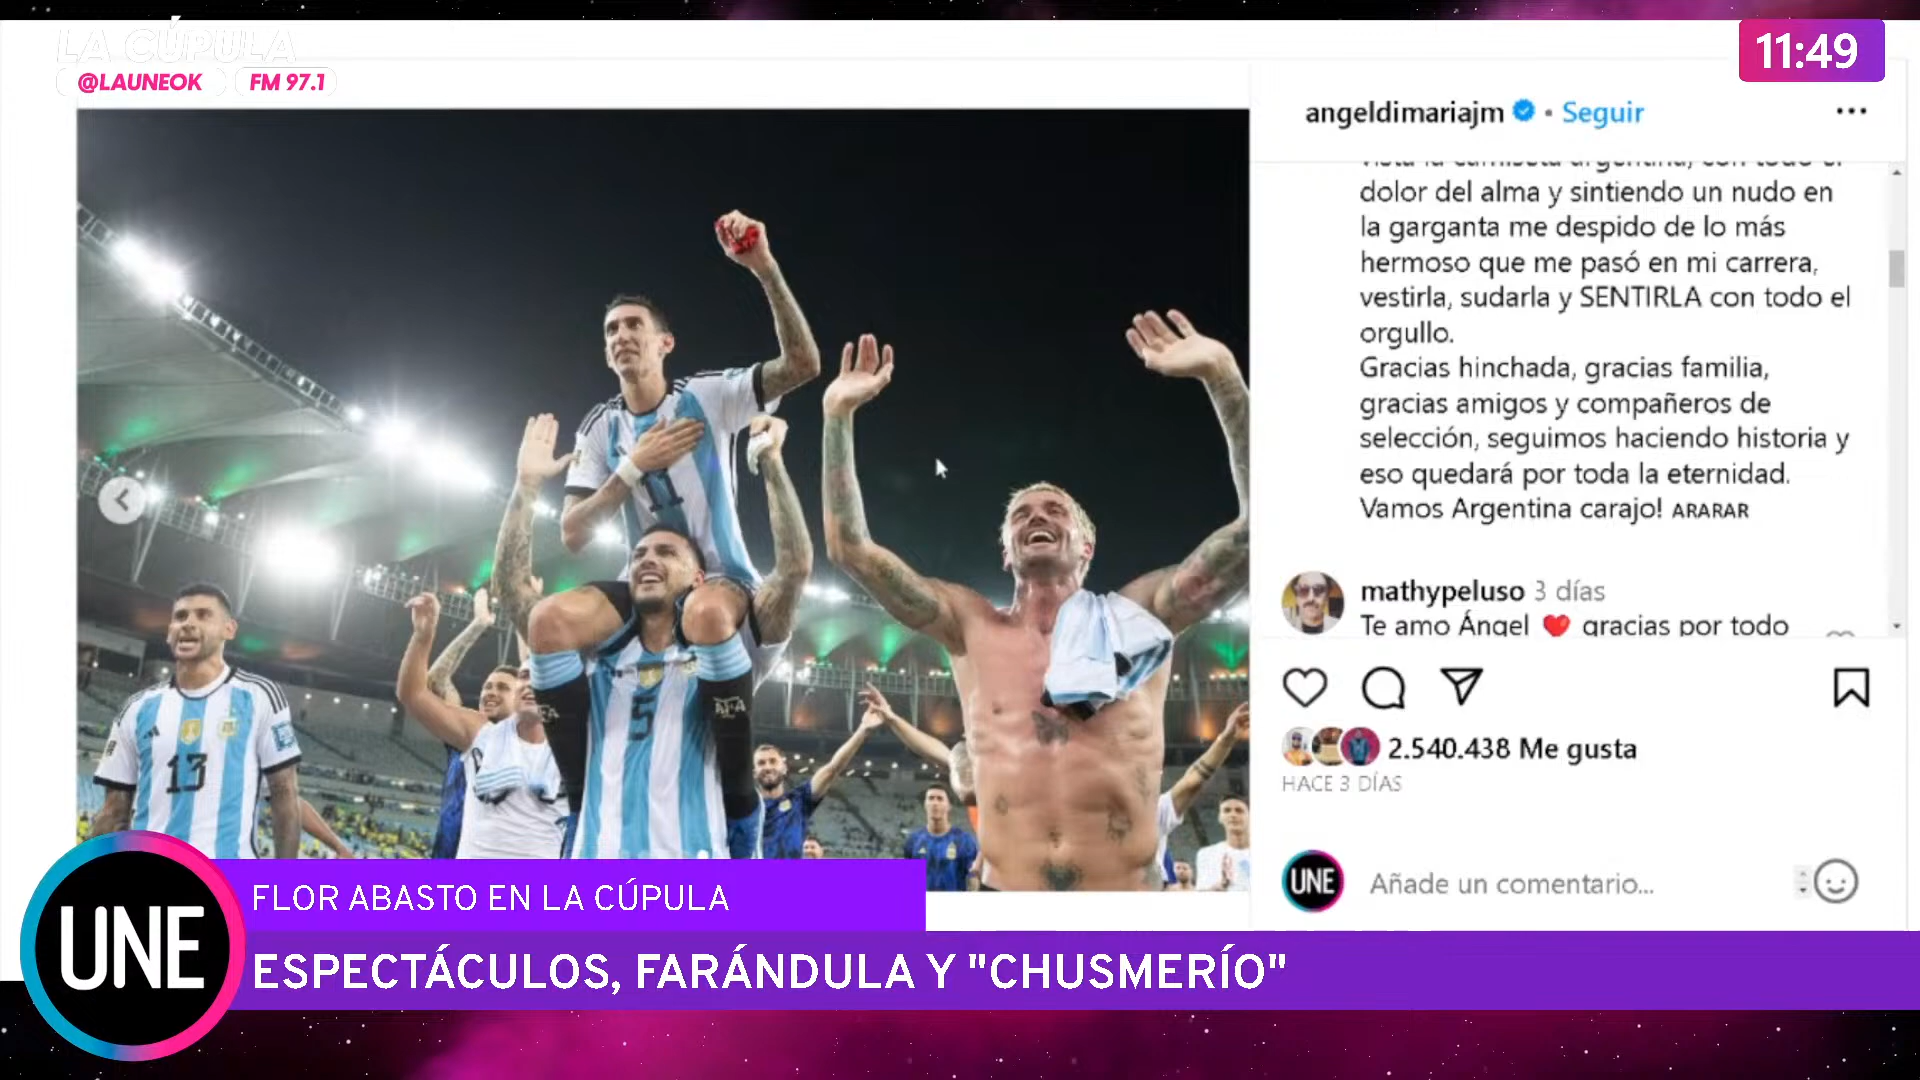 LA CÚPULA
@LAUNEOK FM 97.1
11:49
angeldimariajm • Seguir
dolor del alma y sintiendo un nudo en
la garganta me despido de lo más
hermoso que me pasó en mi carrera,
vestirla, sudarla y SENTIRLA con todo el
orgullo.
Gracias hinchada, gracias familia,
gracias amigos y compañeros de
selección, seguimos haciendo historia y
eso quedará por toda la eternidad.
Vamos Argentina carajo! ARARAR
mathypeluso 3 días
Te amo Ángel ❤️ gracias por todo
2.540.438 Me gusta
HACE 3 DÍAS
UNE
Añade un comentario...
11
5
AFA
13
UNE
FLOR ABASTO EN LA CÚPULA
ESPECTÁCULOS, FARÁNDULA Y "CHUSMERÍO"